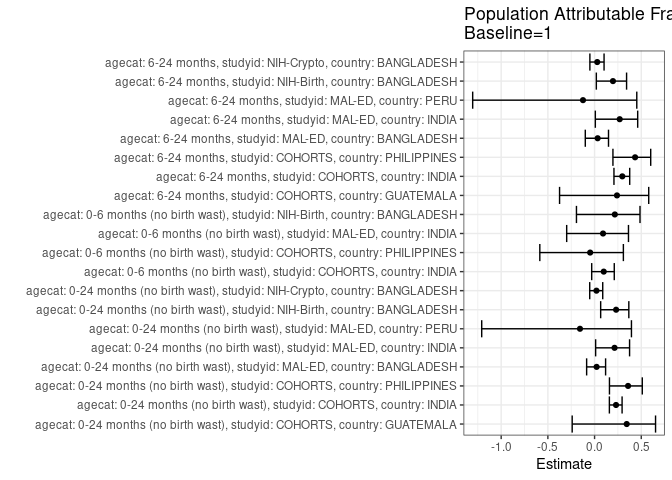 Population Attributable Fra
Baseline=1
agecat: 6-24 months, studyid: NIH-Crypto, country: BANGLADESH
agecat: 6-24 months, studyid: NIH-Birth, country: BANGLADESH
agecat: 6-24 months, studyid: MAL-ED, country: PERU
agecat: 6-24 months, studyid: MAL-ED, country: INDIA
agecat: 6-24 months, studyid: MAL-ED, country: BANGLADESH
agecat: 6-24 months, studyid: COHORTS, country: PHILIPPINES
agecat: 6-24 months, studyid: COHORTS, country: INDIA
agecat: 6-24 months, studyid: COHORTS, country: GUATEMALA
agecat: 0-6 months (no birth wast), studyid: NIH-Birth, country: BANGLADESH
agecat: 0-6 months (no birth wast), studyid: MAL-ED, country: INDIA
agecat: 0-6 months (no birth wast), studyid: COHORTS, country: PHILIPPINES
agecat: 0-6 months (no birth wast), studyid: COHORTS, country: INDIA
agecat: 0-24 months (no birth wast), studyid: NIH-Crypto, country: BANGLADESH
agecat: 0-24 months (no birth wast), studyid: NIH-Birth, country: BANGLADESH
agecat: 0-24 months (no birth wast), studyid: MAL-ED, country: PERU
agecat: 0-24 months (no birth wast), studyid: MAL-ED, country: INDIA
agecat: 0-24 months (no birth wast), studyid: MAL-ED, country: BANGLADESH
agecat: 0-24 months (no birth wast), studyid: COHORTS, country: PHILIPPINES
agecat: 0-24 months (no birth wast), studyid: COHORTS, country: INDIA
agecat: 0-24 months (no birth wast), studyid: COHORTS, country: GUATEMALA
-1.0 -0.5 0.0 0.5
Estimate